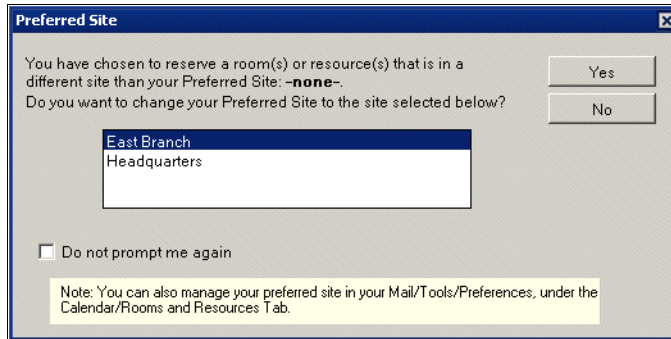 Preferred Site
You have chosen to reserve a room(s) or resource(s) that is in a
different site than your Preferred Site: -none-.
Do you want to change your Preferred Site to the site selected below?
Yes
No
East Branch
Headquarters
Do not prompt me again
Note: You can also manage your preferred site in your Mail/Tools/Preferences, under the
Calendar/Rooms and Resources Tab.